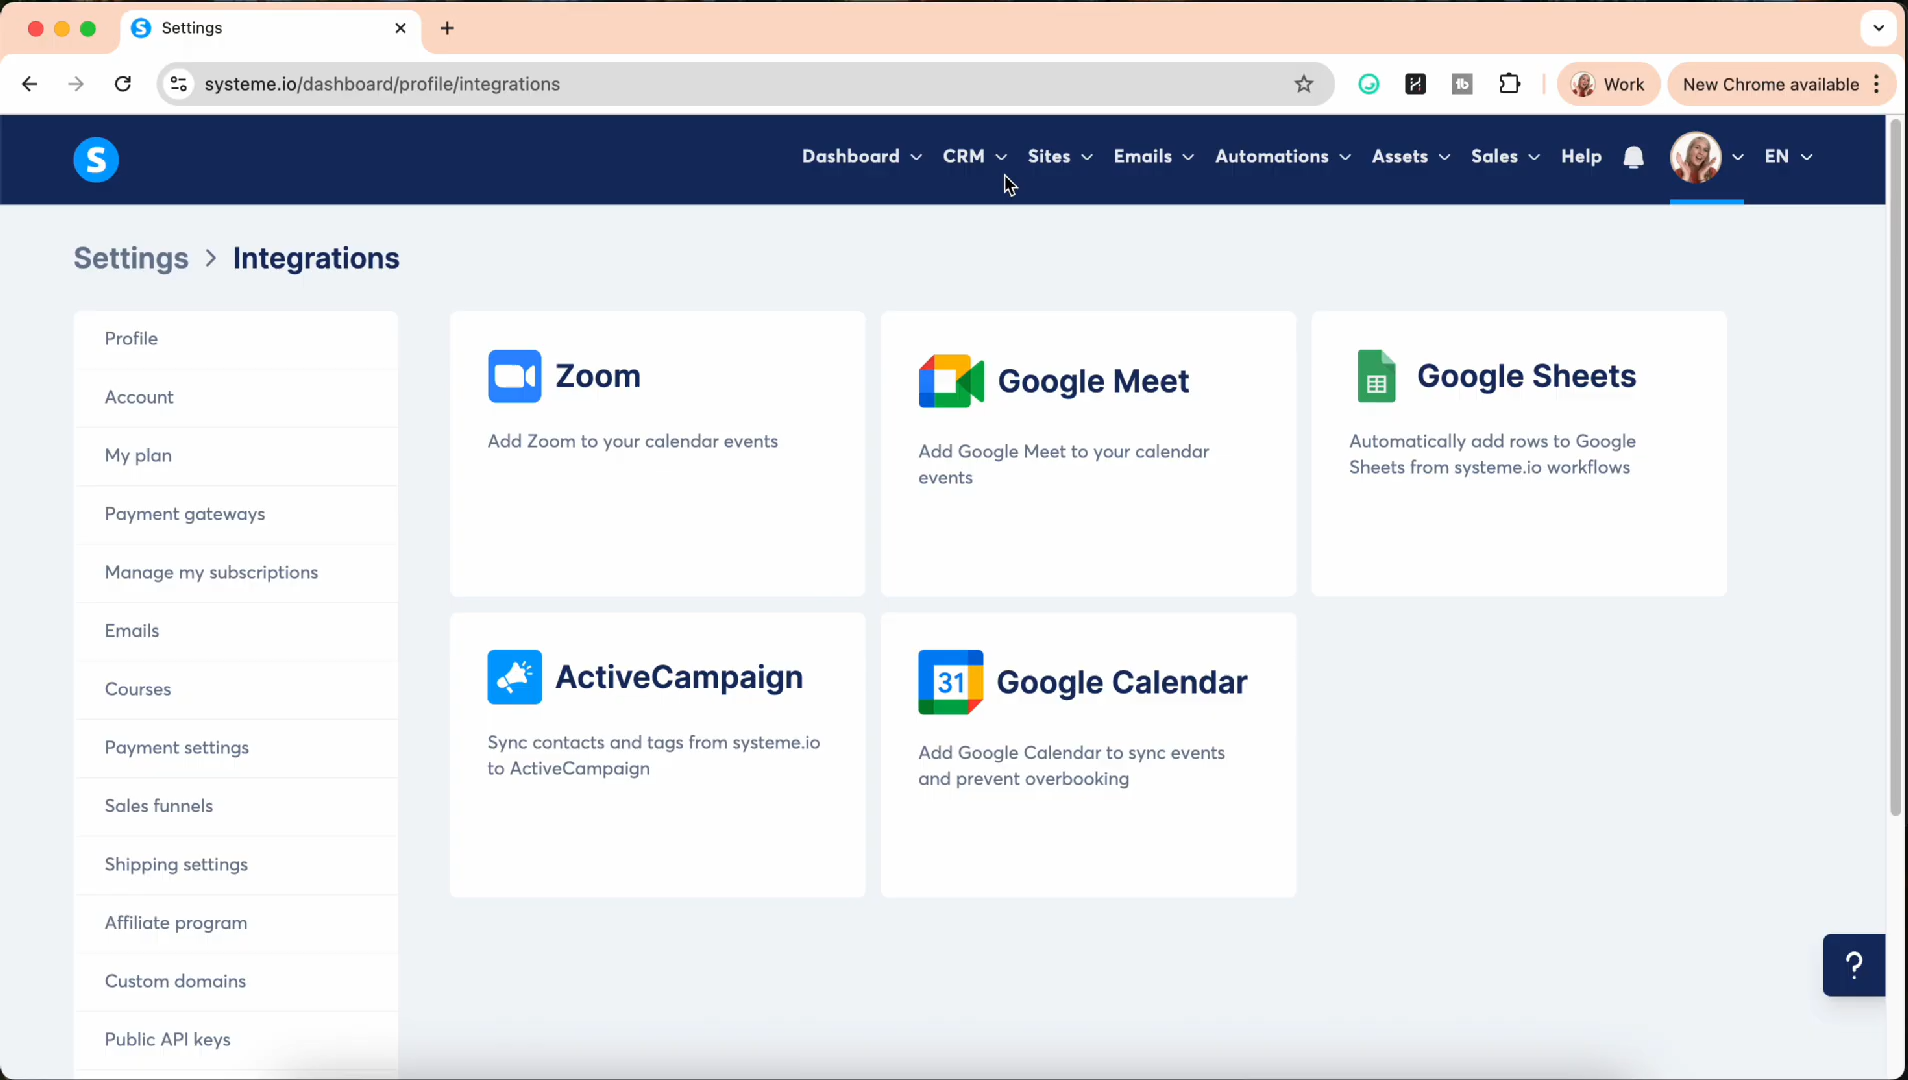 Settings
systeme.io/dashboard/profile/integrations
Work
New Chrome available
S
Dashboard
CRM
Sites
Emails
Automations
Assets
Sales
Help
EN
Settings > Integrations
Profile
Account
My plan
Payment gateways
Manage my subscriptions
Emails
Courses
Payment settings
Sales funnels
Shipping settings
Affiliate program
Custom domains
Public API keys
Zoom
Add Zoom to your calendar events
Google Meet
Add Google Meet to your calendar
events
Google Sheets
Automatically add rows to Google
Sheets from systeme.io workflows
ActiveCampaign
Sync contacts and tags from systeme.io
to ActiveCampaign
31
Google Calendar
Add Google Calendar to sync events
and prevent overbooking
?